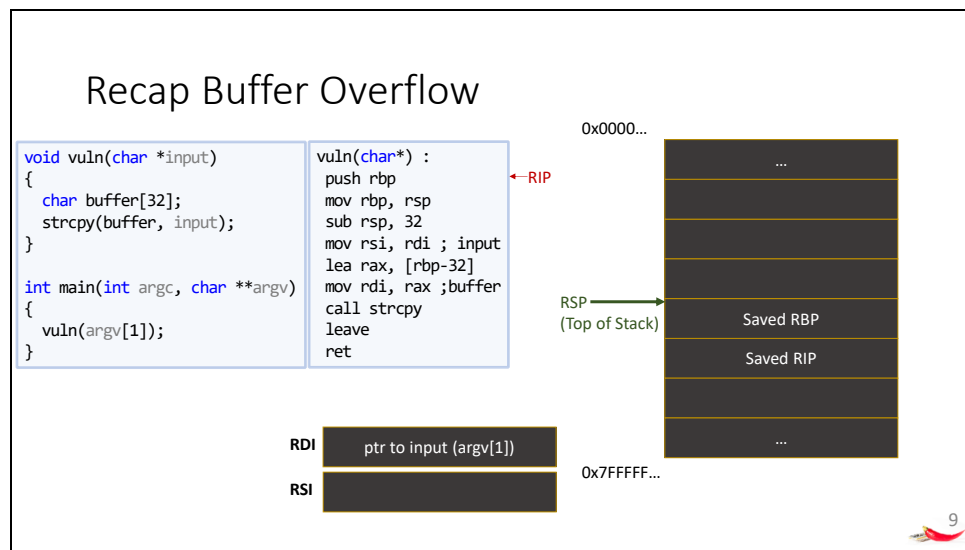 Recap Buffer Overflow
void vuln(char *input)
{
  char buffer[32];
  strcpy(buffer, input);
}

int main(int argc, char **argv)
{
  vuln(argv[1]);
}
vuln(char*) :
 push rbp
 mov rbp, rsp
 sub rsp, 32
 mov rsi, rdi ; input
 lea rax, [rbp-32]
 mov rdi, rax ;buffer
 call strcpy
 leave
 ret
RIP
0x0000...
...
RSP
(Top of Stack)
Saved RBP
Saved RIP
...
0x7FFFFF...
RDI
ptr to input (argv[1])
RSI
9